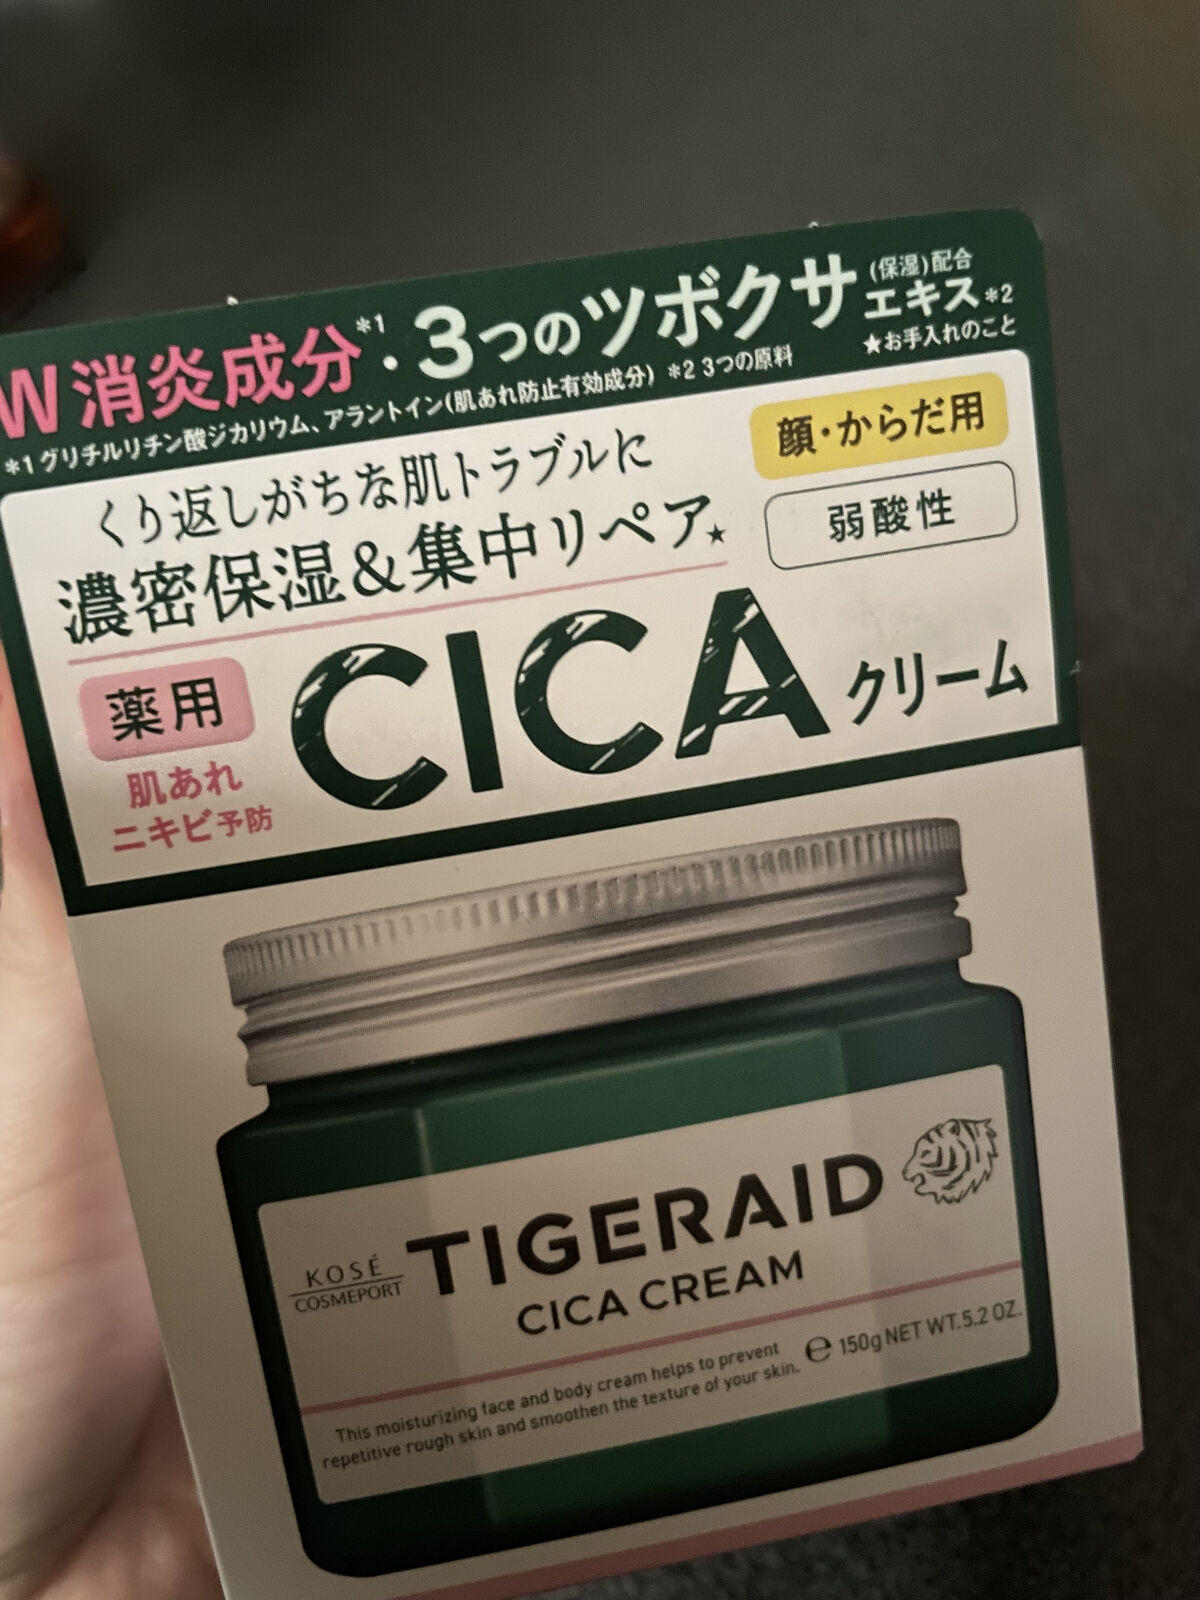 W消炎成分*1・3つのツボクサエキス*2(保湿)配合
*1 グリチルリチン酸ジカリウム、アラントイン(肌あれ防止有効成分) *2 3つの原料
★お手入れのこと
くり返しがちな肌トラブルに
顔・からだ用
濃密保湿&集中リペア★
弱酸性
薬用
CICAクリーム
肌あれ
ニキビ予防
TIGERAID
KOSÉ
COSMEPORT
CICA CREAM
This moisturizing face and body cream helps to prevent
repetitive rough skin and smoothen the texture of your skin.
℮ 150g NET WT.5.2 OZ.